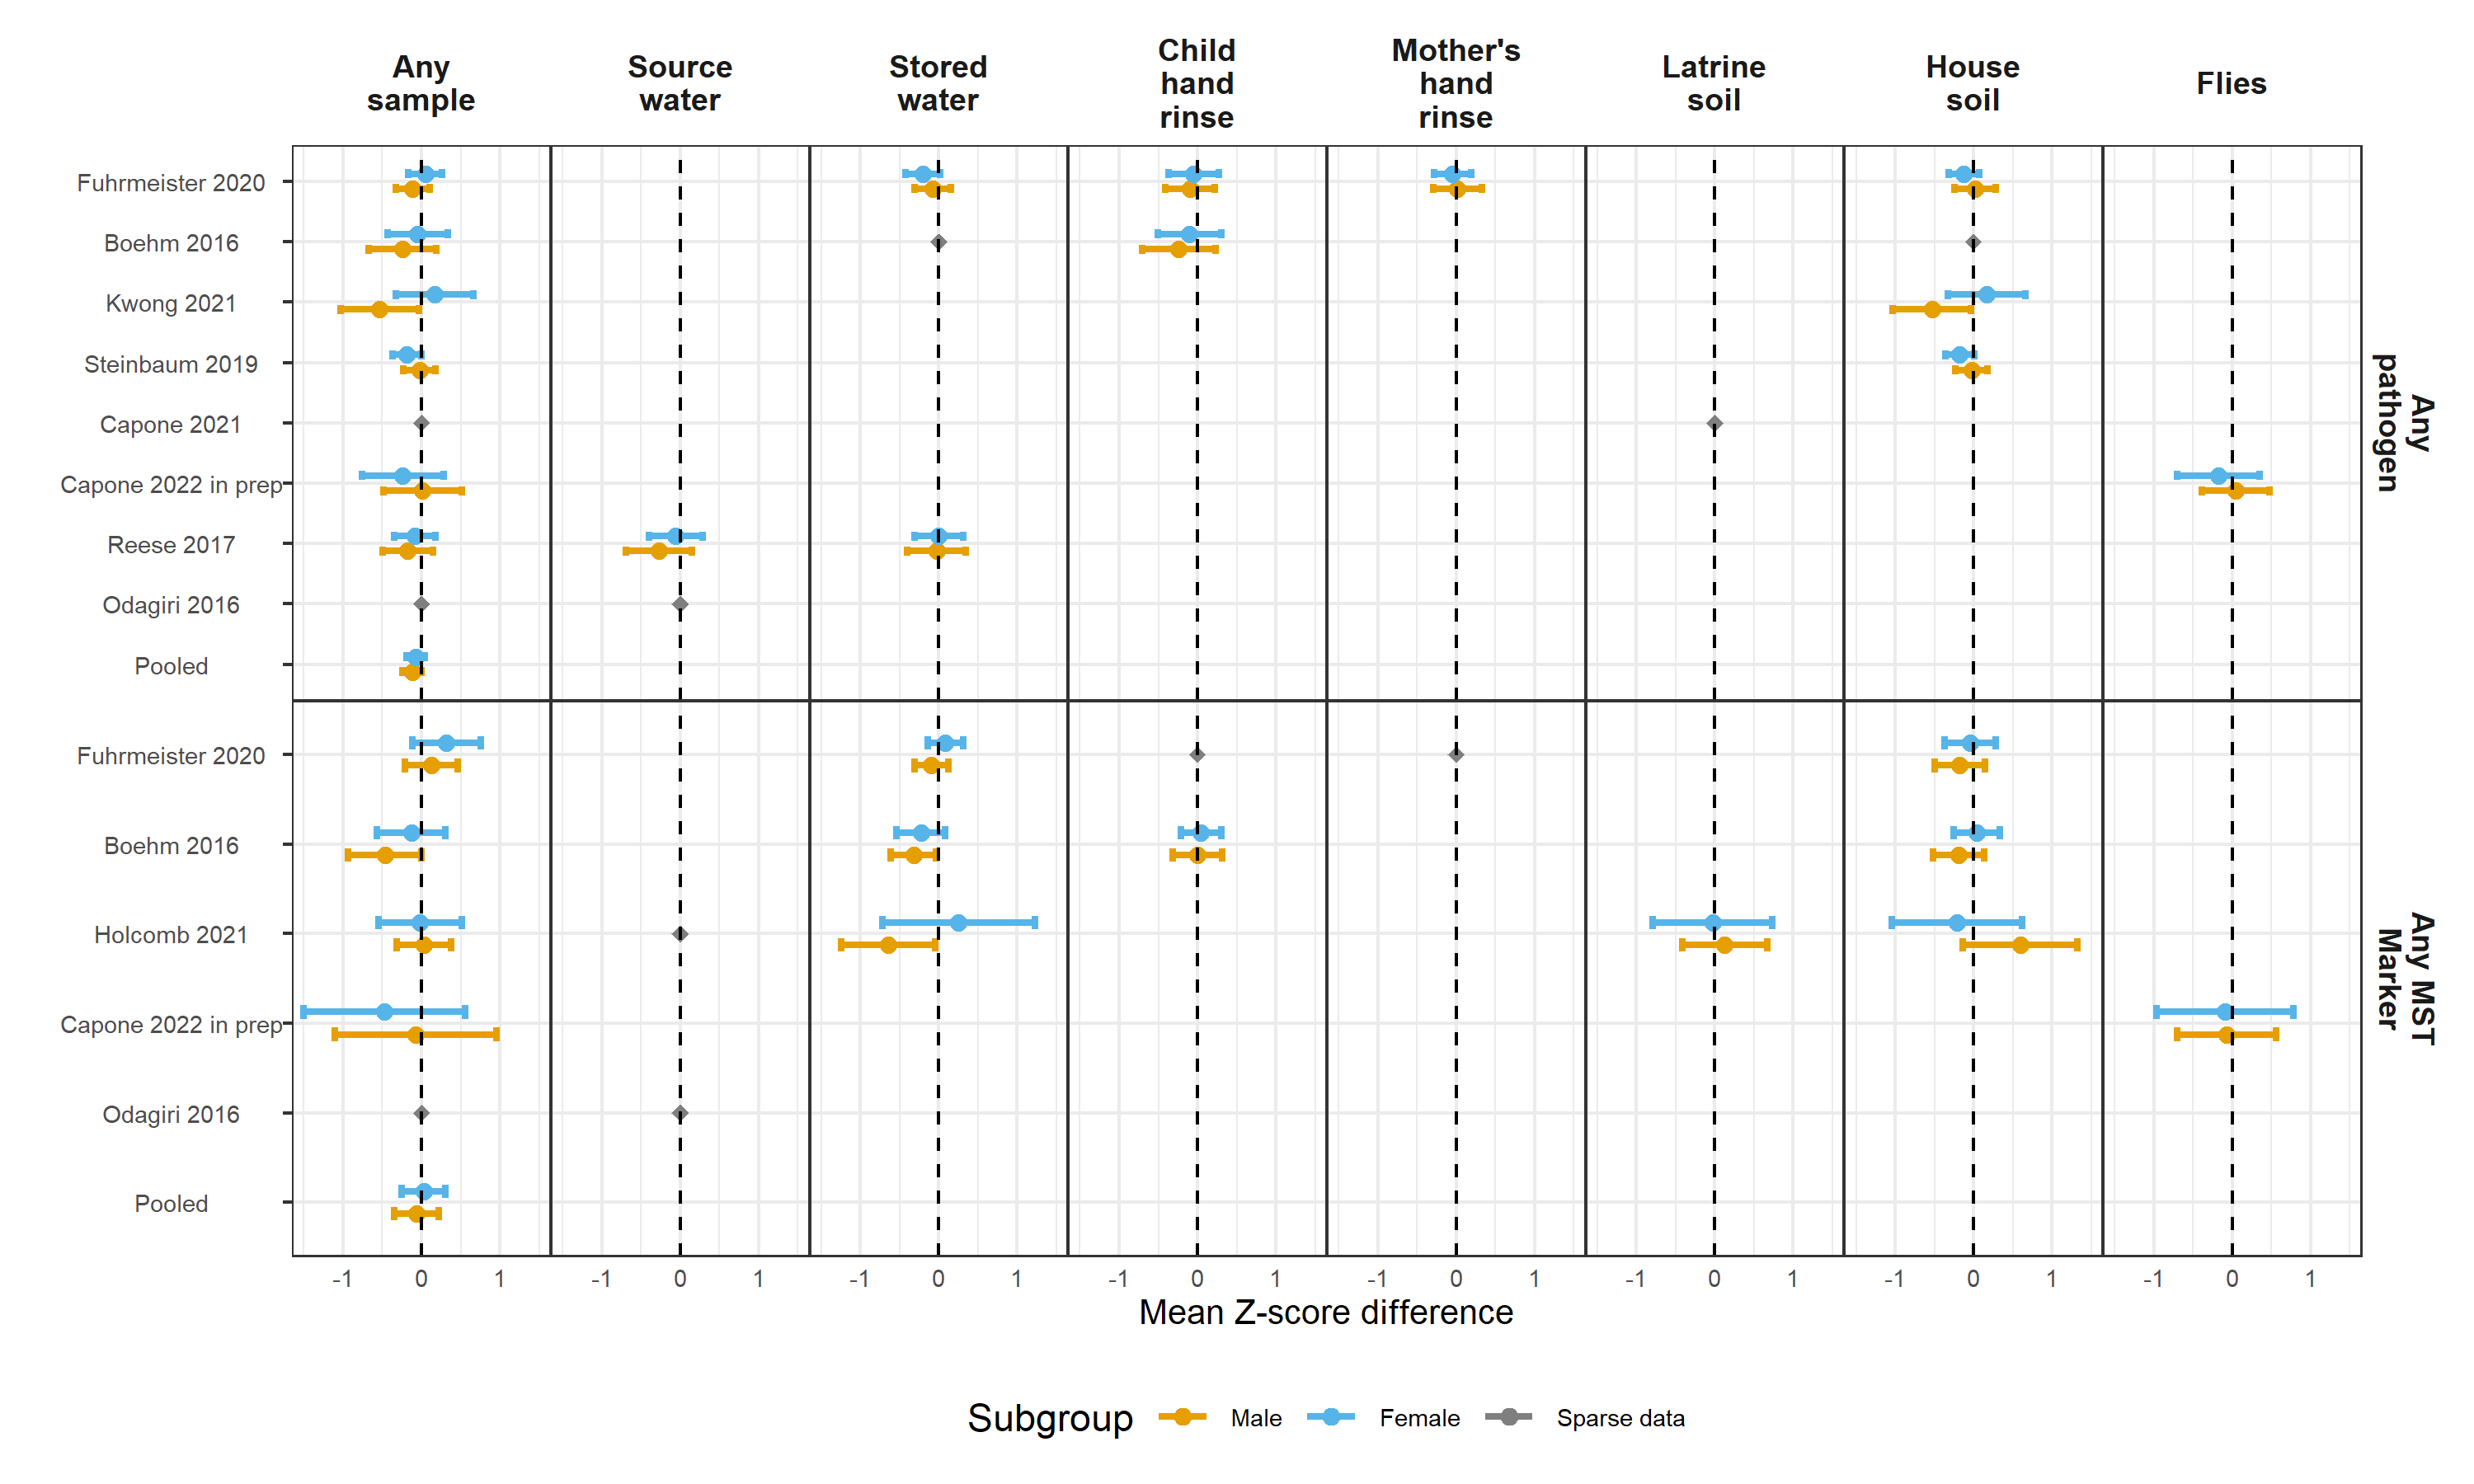 Any
sample
Source
water
Stored
water
Child
hand
rinse
Mother's
hand
rinse
Latrine
soil
House
soil
Flies
Fuhrmeister 2020
Boehm 2016
Kwong 2021
Steinbaum 2019
Capone 2021
Capone 2022 in prep
Reese 2017
Odagiri 2016
Pooled
Any
pathogen
Fuhrmeister 2020
Boehm 2016
Holcomb 2021
Capone 2022 in prep
Odagiri 2016
Pooled
Any MST
Marker
-1 0 1 -1 0 1 -1 0 1 -1 0 1 -1 0 1 -1 0 1 -1 0 1 -1 0 1
Mean Z-score difference
Subgroup Male Female Sparse data